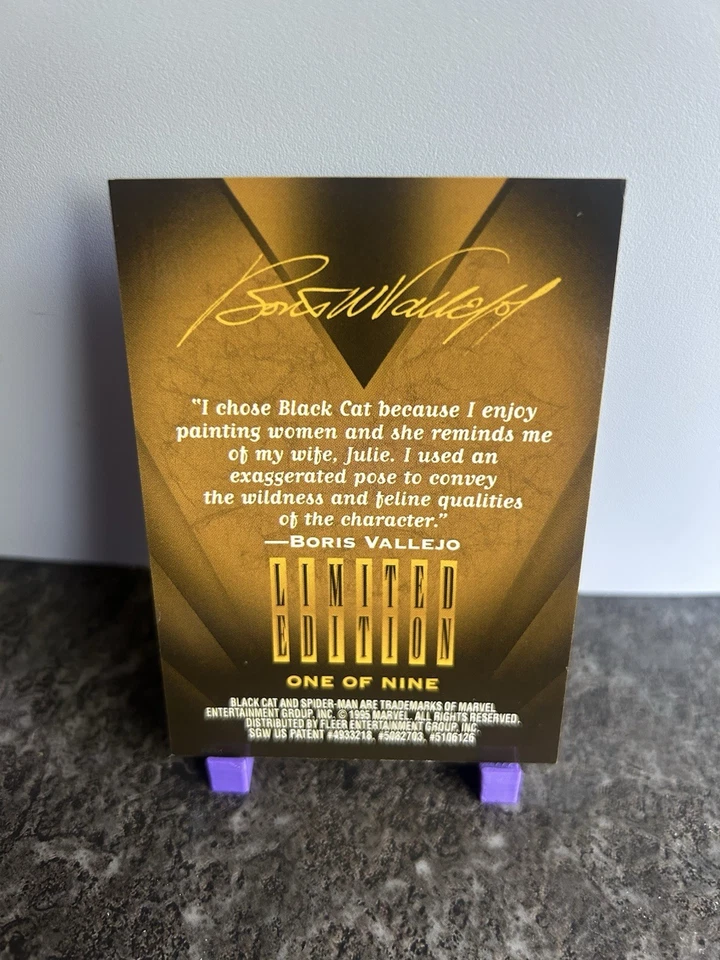 Boris W Vallejo
"I chose Black Cat because I enjoy
painting women and she reminds me
of my wife, Julie. I used an
exaggerated pose to convey
the wildness and feline qualities
of the character."
—BORIS VALLEJO
LIMITED
EDITION
ONE OF NINE
BLACK CAT AND SPIDER-MAN ARE TRADEMARKS OF MARVEL
ENTERTAINMENT GROUP, INC. © 1995 MARVEL. ALL RIGHTS RESERVED.
DISTRIBUTED BY FLEER ENTERTAINMENT GROUP, INC.
SGW US PATENT #4933218, #5082703, #5106126